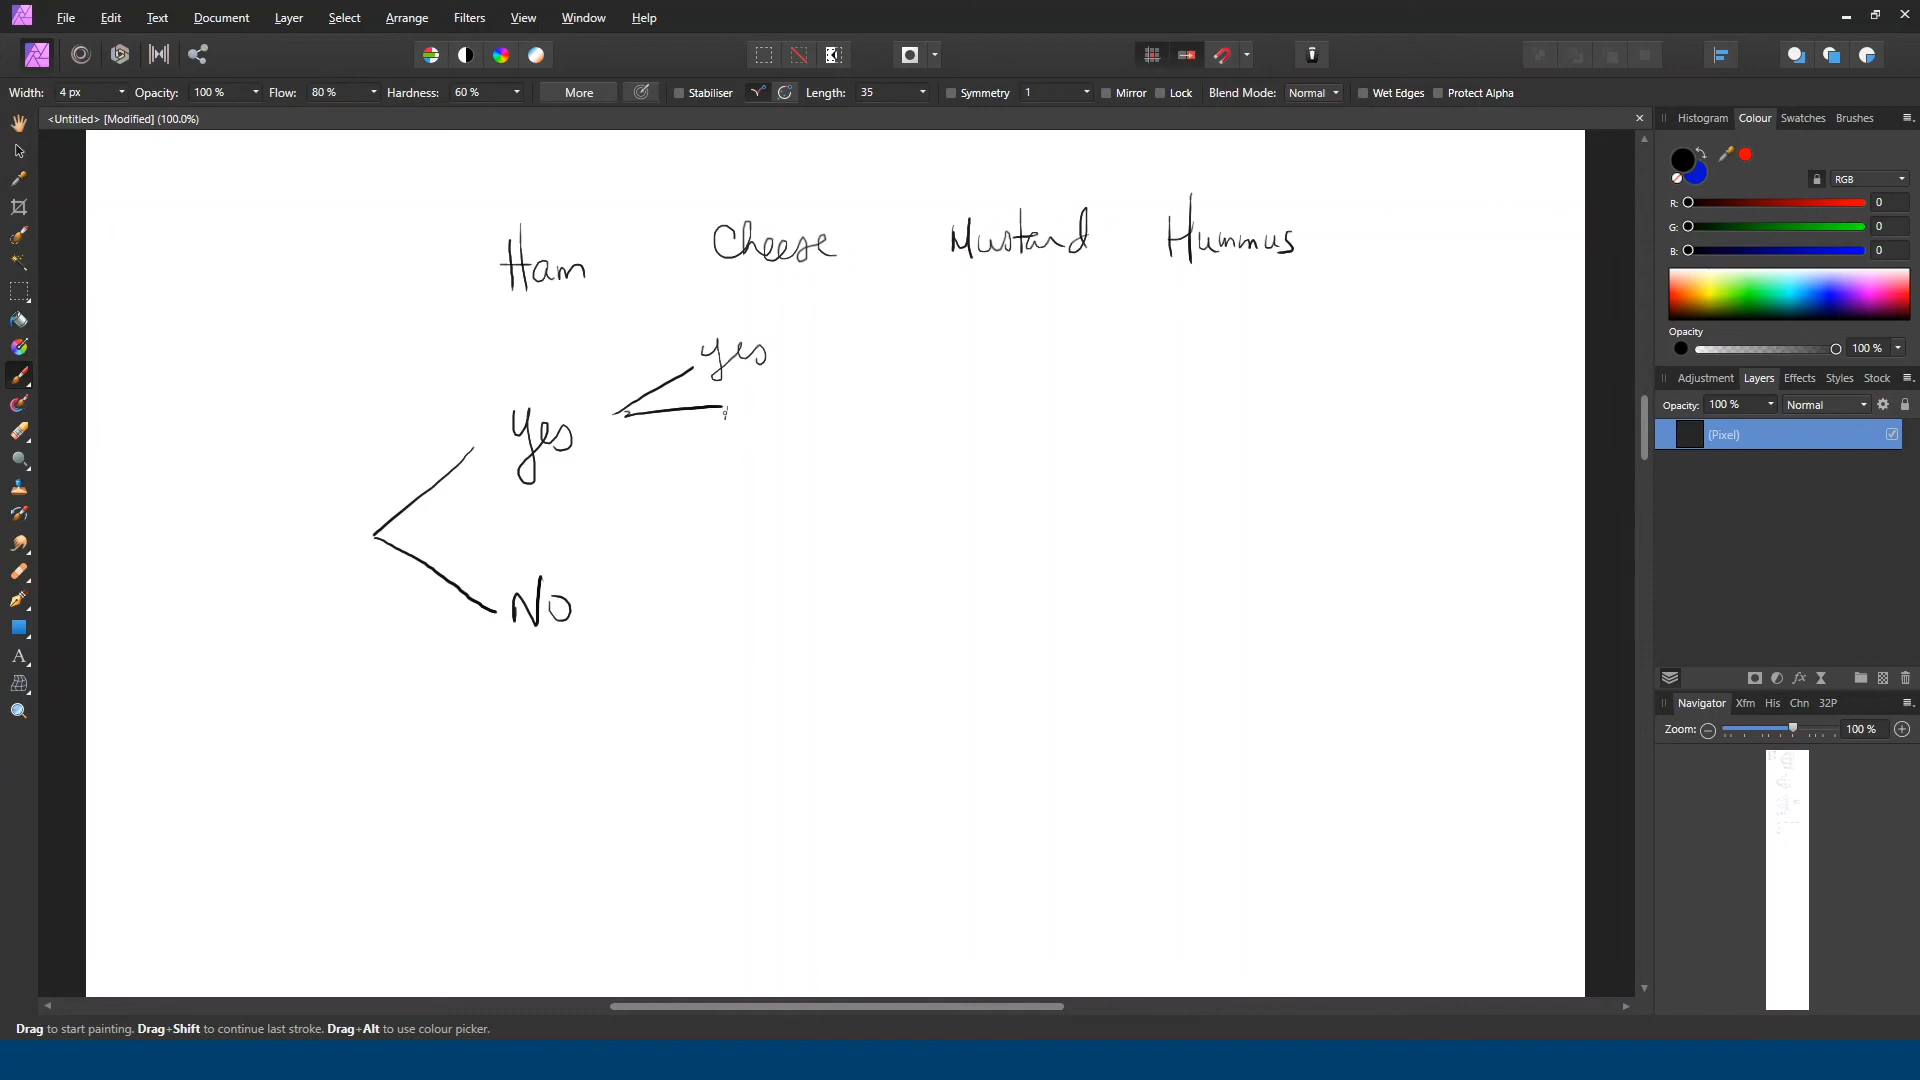 File Edit Text Document Layer Select Arrange Filters View Window Help
Width: 4 px Opacity: 100 % Flow: 80 % Hardness: 60 % More Stabiliser Length: 35 Symmetry 1 Mirror Lock Blend Mode: Normal Wet Edges Protect Alpha
<Untitled> [Modified] (100.0%)
Histogram Colour Swatches Brushes
RGB
R: 0
G: 0
B: 0
Opacity
100 %
Adjustment Layers Effects Styles Stock
Opacity: 100 % Normal
(Pixel)
Navigator Xfm His Chn 32P
Zoom: 100 %
Ham Cheese Mustard Hummus
yes
Yes
No
Drag to start painting. Drag+Shift to continue last stroke. Drag+Alt to use colour picker.